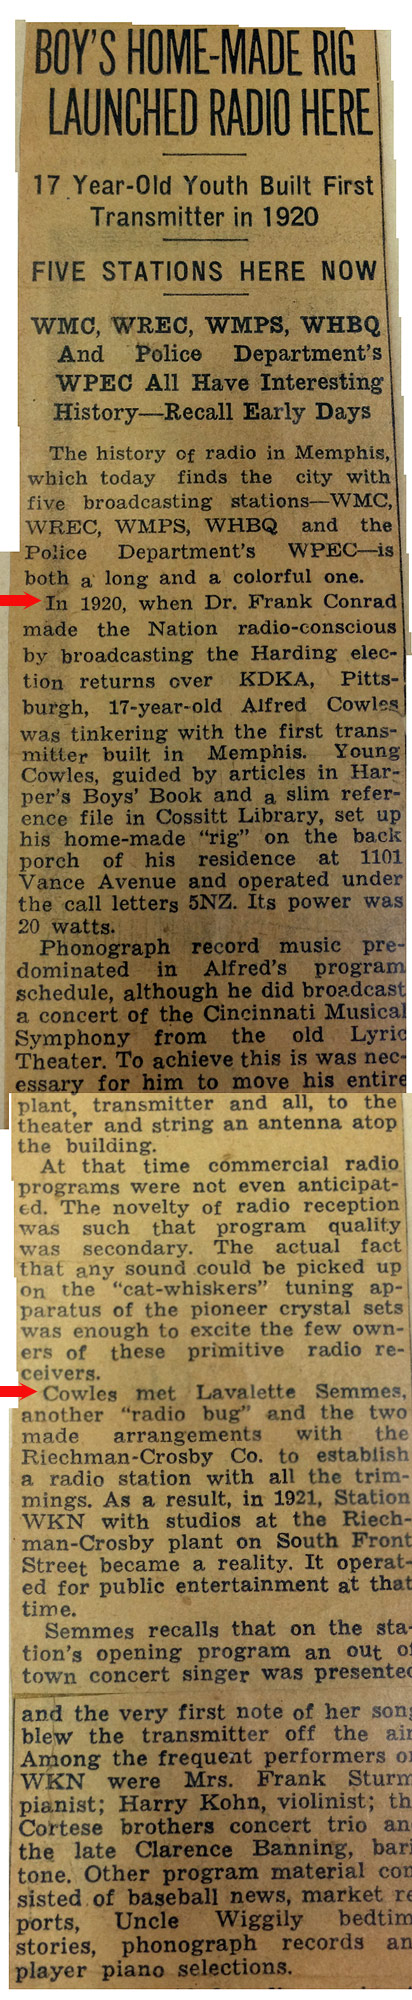 BOY'S HOME-MADE RIG
LAUNCHED RADIO HERE
17 Year-Old Youth Built First
Transmitter in 1920
FIVE STATIONS HERE NOW
WMC, WREC, WMPS, WHBQ
And Police Department's
WPEC All Have Interesting
History—Recall Early Days
The history of radio in Memphis,
which today finds the city with
five broadcasting stations—WMC,
WREC, WMPS, WHBQ and the
Police Department's WPEC—is
both a long and a colorful one.
In 1920, when Dr. Frank Conrad
made the Nation radio-conscious
by broadcasting the Harding elec-
tion returns over KDKA, Pitts-
burgh, 17-year-old Alfred Cowles
was tinkering with the first trans-
mitter built in Memphis. Young
Cowles, guided by articles in Har-
per's Boys' Book and a slim refer-
ence file in Cossitt Library, set up
his home-made "rig" on the back
porch of his residence at 1101
Vance Avenue and operated under
the call letters 5NZ. Its power was
20 watts.
Phonograph record music pre-
dominated in Alfred's program
schedule, although he did broadcast
a concert of the Cincinnati Musical
Symphony from the old Lyric
Theater. To achieve this is was nec-
essary for him to move his entire
plant, transmitter and all, to the
theater and string an antenna atop
the building.
At that time commercial radio
programs were not even anticipat-
ed. The novelty of radio reception
was such that program quality
was secondary. The actual fact
that any sound could be picked up
on the "cat-whiskers" tuning ap-
paratus of the pioneer crystal sets
was enough to excite the few own-
ers of these primitive radio re-
ceivers.
Cowles met Lavalette Semmes,
another "radio bug" and the two
made arrangements with the
Riechman-Crosby Co. to establish
a radio station with all the trim-
mings. As a result, in 1921, Station
WKN with studios at the Riech-
man-Crosby plant on South Front
Street became a reality. It operat-
ed for public entertainment at that
time.
Semmes recalls that on the sta-
tion's opening program an out of
town concert singer was presented
and the very first note of her song
blew the transmitter off the air
Among the frequent performers on
WKN were Mrs. Frank Sturm
pianist; Harry Kohn, violinist; th
Cortese brothers concert trio an
the late Clarence Banning, bari
tone. Other program material con
sisted of baseball news, market re
ports, Uncle Wiggily bedtim
stories, phonograph records an
player piano selections.